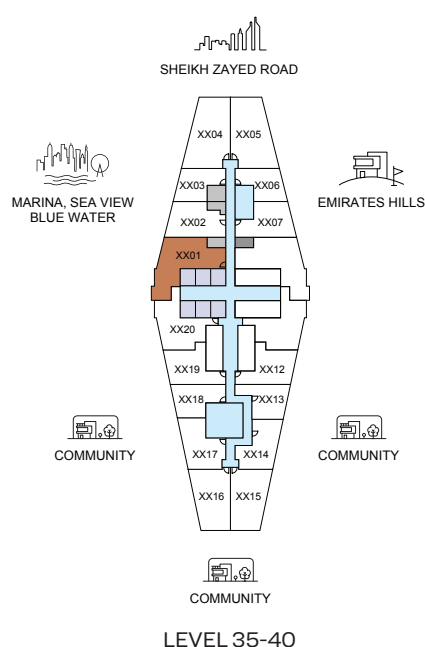 SHEIKH ZAYED ROAD
XX04 XX05
MARINA, SEA VIEW
BLUE WATER
XX03 XX06
EMIRATES HILLS
XX02 XX07
XX01
XX20
XX19 XX12
XX18 XX13
COMMUNITY
XX17 XX14
COMMUNITY
XX16 XX15
COMMUNITY
LEVEL 35-40